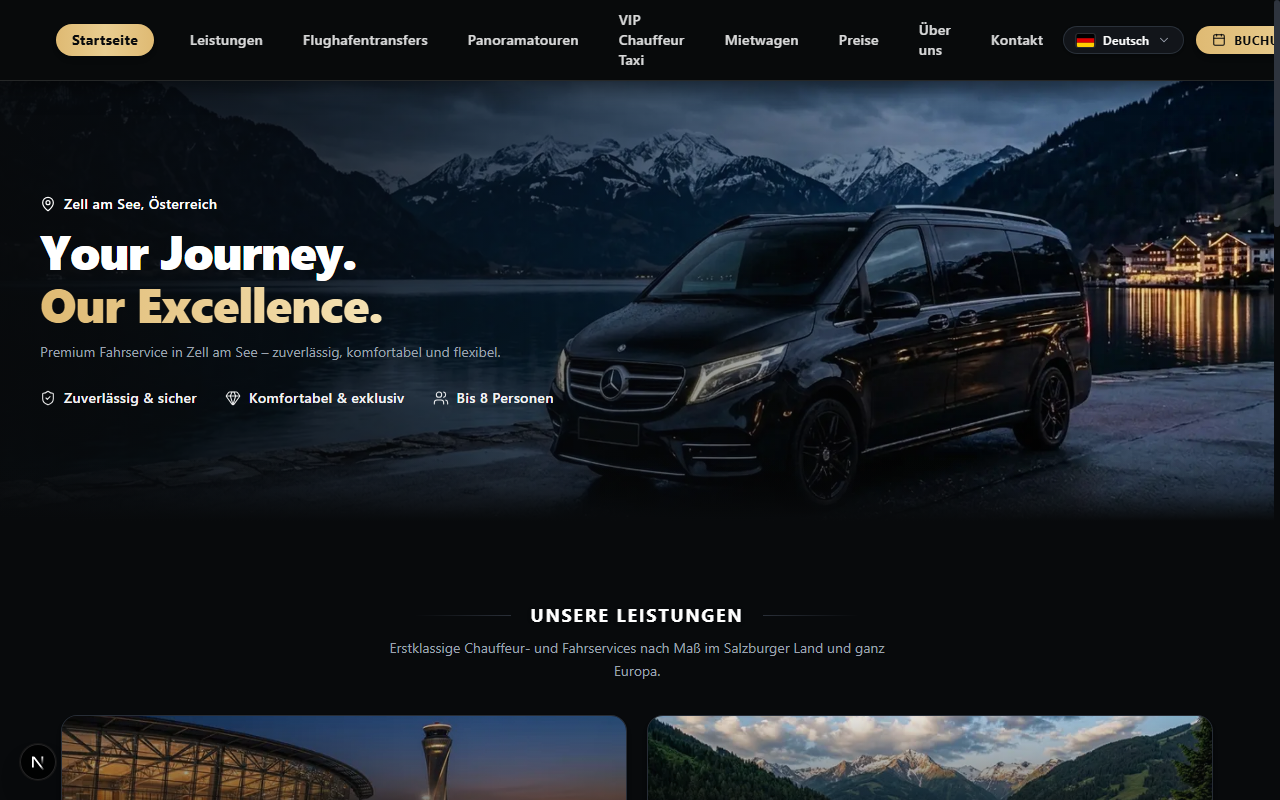 Startseite
Leistungen
Flughafentransfers
Panoramatouren
VIP
Chauffeur
Taxi
Mietwagen
Preise
Über
uns
Kontakt
Deutsch
Zell am See, Österreich
Your Journey.
Our Excellence.
Premium Fahrservice in Zell am See – zuverlässig, komfortabel und flexibel.
Zuverlässig & sicher
Komfortabel & exklusiv
Bis 8 Personen
UNSERE LEISTUNGEN
Erstklassige Chauffeur- und Fahrservices nach Maß im Salzburger Land und ganz
Europa.
N